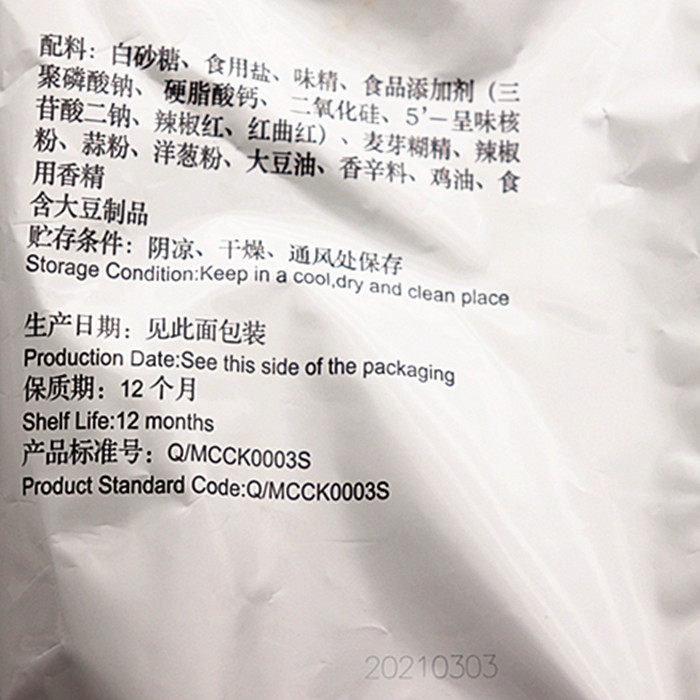 配料：白砂糖、食用盐、味精、食品添加剂（三
聚磷酸钠、硬脂酸钙、二氧化硅、5'－呈味核
苷酸二钠、辣椒红、红曲红）、麦芽糊精、辣椒
粉、蒜粉、洋葱粉、大豆油、香辛料、鸡油、食
用香精
含大豆制品
贮存条件：阴凉、干燥、通风处保存
Storage Condition:Keep in a cool,dry and clean place
生产日期：见此面包装
Production Date:See this side of the packaging
保质期：12个月
Shelf Life:12 months
产品标准号：Q/MCCK0003S
Product Standard Code:Q/MCCK0003S
20210303